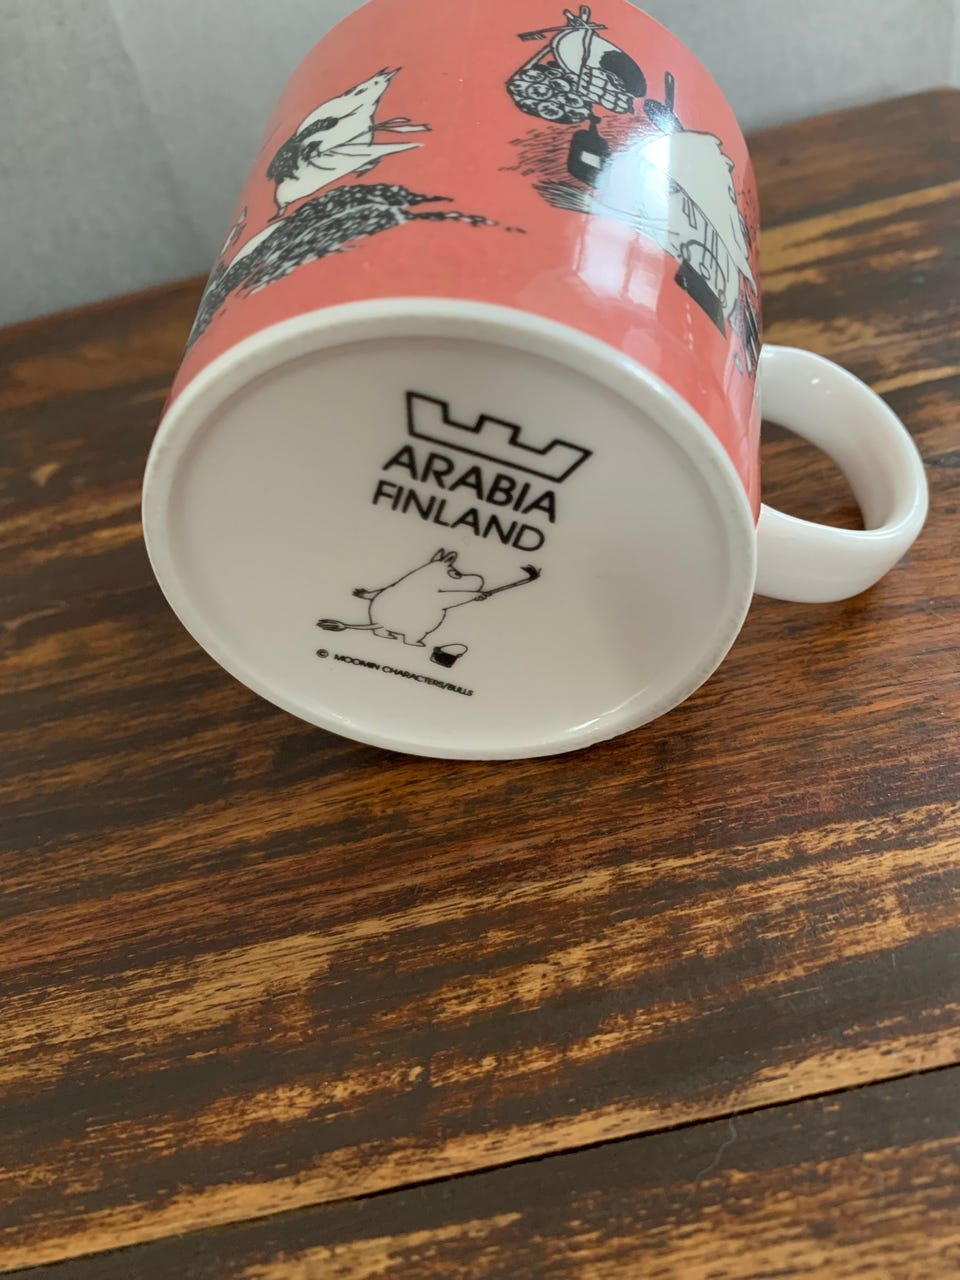 ARABIA
FINLAND
© MOOMIN CHARACTERS/BULLS